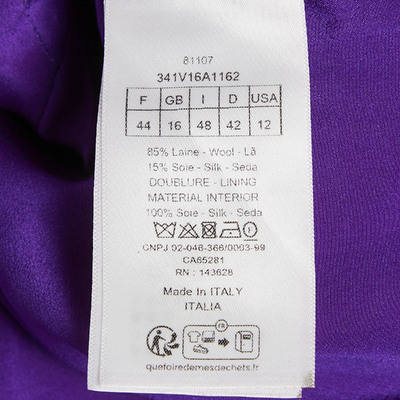 81107
341V16A1162
F GB I D USA
44 16 48 42 12
85% Laine - Wool - Lã
15% Soie - Silk - Seda
DOUBLURE - LINING
MATERIAL INTERIOR
100% Soie - Silk - Seda
CNPJ 02-046-366/0003-99
CA65281
RN : 143628
Made In ITALY
ITALIA
FR
quefairedemesdechets.fr